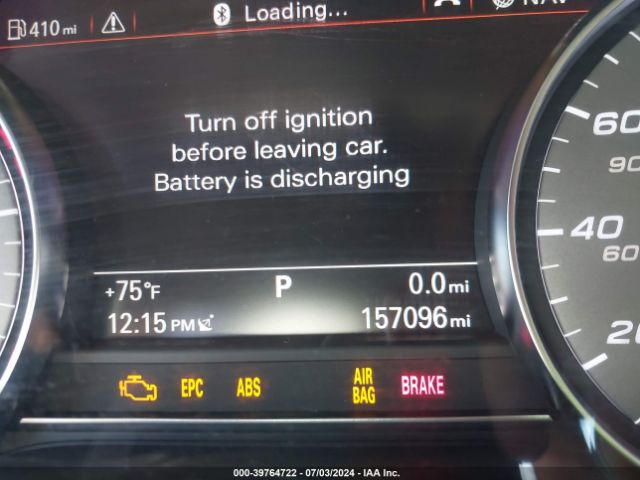 410 mi
Loading...
NAV
Turn off ignition
before leaving car.
Battery is discharging
+75°F P 0.0 mi
12:15 PM 157096 mi
EPC ABS AIR BAG BRAKE
60
90
40
60
20
000-39764722 - 07/03/2024 - IAA Inc.